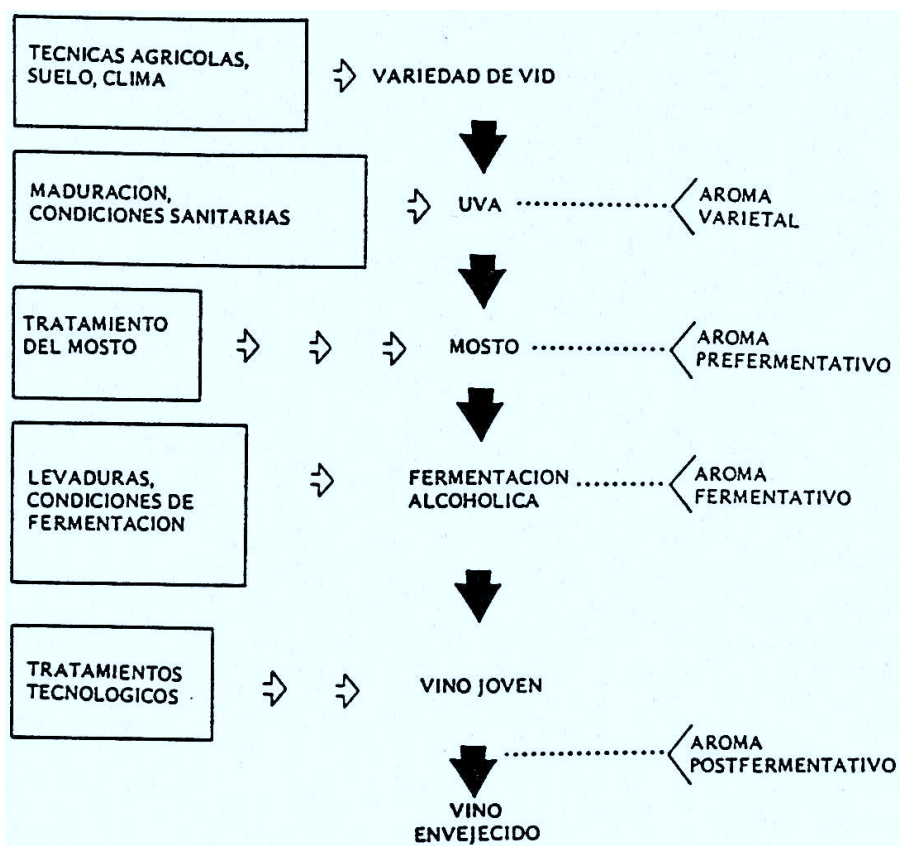 TECNICAS AGRICOLAS,
SUELO, CLIMA
VARIEDAD DE VID
MADURACION,
CONDICIONES SANITARIAS
UVA
AROMA
VARIETAL
TRATAMIENTO
DEL MOSTO
MOSTO
AROMA
PREFERMENTATIVO
LEVADURAS,
CONDICIONES DE
FERMENTACION
FERMENTACION
ALCOHOLICA
AROMA
FERMENTATIVO
TRATAMIENTOS
TECNOLOGICOS
VINO JOVEN
AROMA
POSTFERMENTATIVO
VINO
ENVEJECIDO